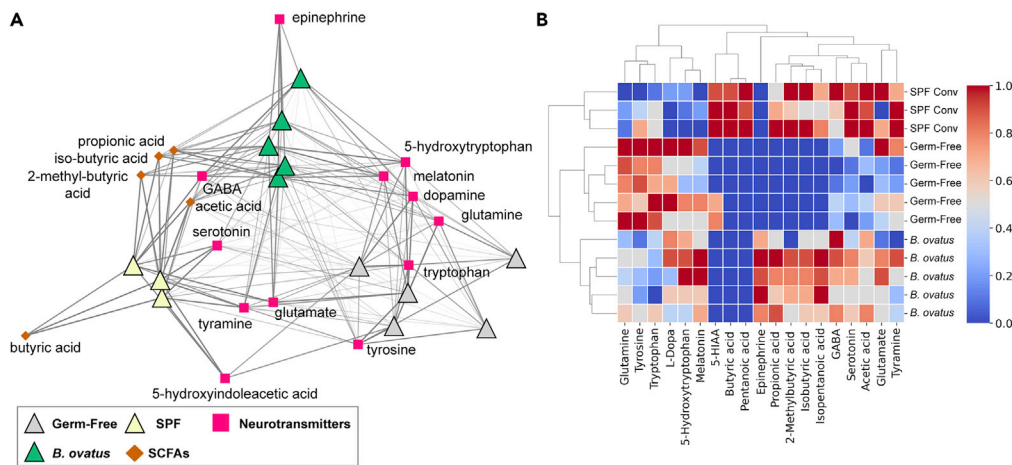 A
epinephrine
propionic acid
iso-butyric acid
2-methyl-butyric
acid
GABA
acetic acid
serotonin
5-hydroxytryptophan
melatonin
dopamine
glutamine
tryptophan
tyramine
glutamate
tyrosine
butyric acid
5-hydroxyindoleacetic acid
Germ-Free
SPF
Neurotransmitters
B. ovatus
SCFAs
B
SPF Conv
SPF Conv
SPF Conv
Germ-Free
Germ-Free
Germ-Free
Germ-Free
Germ-Free
B. ovatus
B. ovatus
B. ovatus
B. ovatus
B. ovatus
1.0
0.8
0.6
0.4
0.2
0.0
Glutamine
Tyrosine
Tryptophan
L-Dopa
5-Hydroxytryptophan
Melatonin
5-HIAA
Butyric acid
Pentanoic acid
Epinephrine
Propionic acid
2-Methylbutyric acid
Isobutyric acid
Isopentanoic acid
GABA
Serotonin
Acetic acid
Glutamate
Tyramine